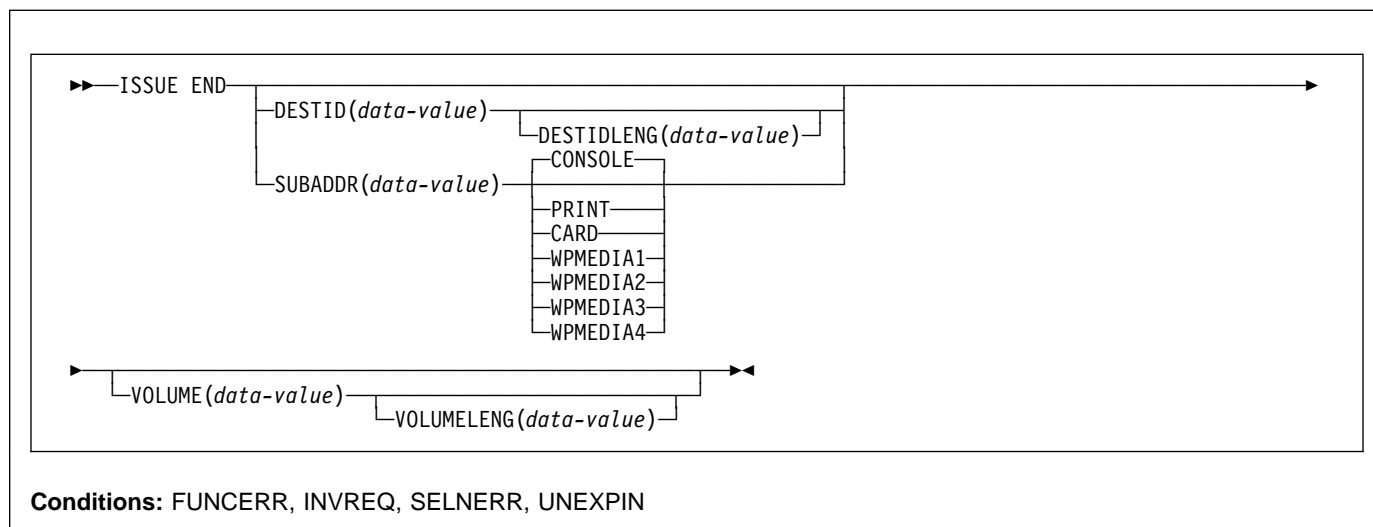 ISSUE END
DESTID(data-value)
DESTIDLENG(data-value)
CONSOLE
SUBADDR(data-value)
PRINT
CARD
WPMEDIA1
WPMEDIA2
WPMEDIA3
WPMEDIA4
VOLUME(data-value)
VOLUMELENG(data-value)
Conditions: FUNCERR, INVREQ, SELNERR, UNEXPIN